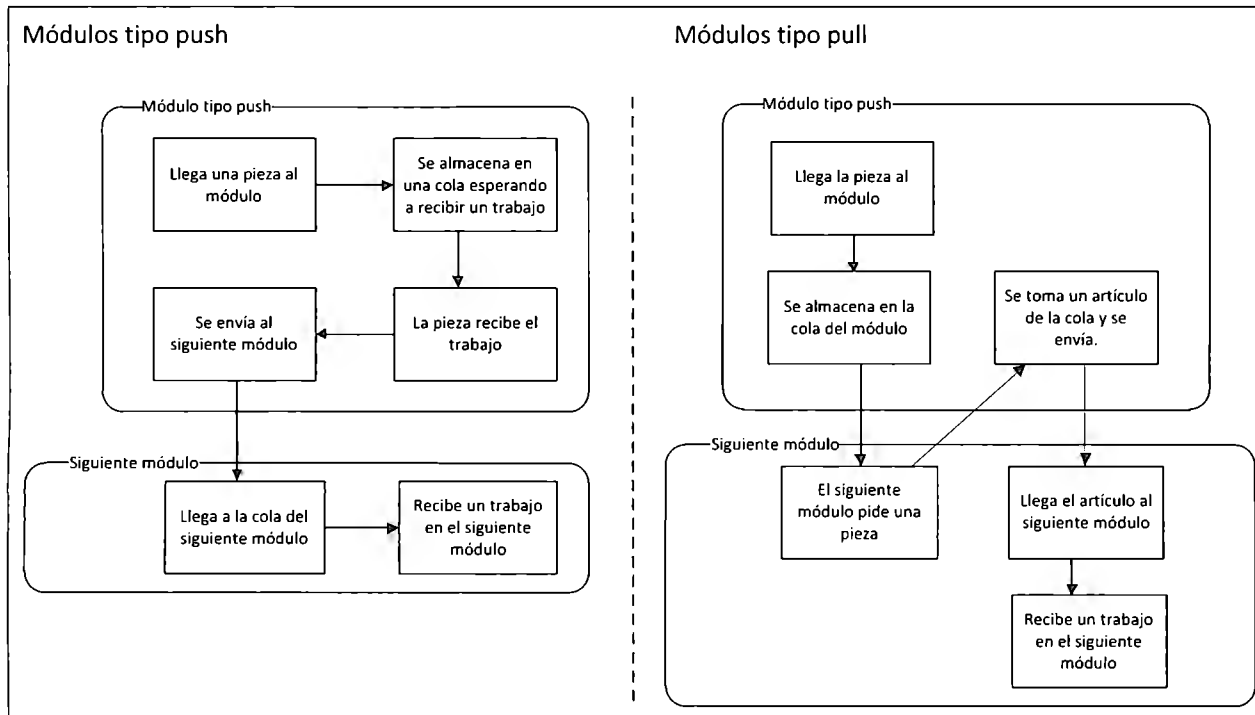 Módulos tipo push
Módulo tipo push
Llega una pieza al
módulo
Se almacena en
una cola esperando
a recibir un trabajo
Se envía al
siguiente módulo
La pieza recibe el
trabajo
Siguiente módulo
Llega a la cola del
siguiente módulo
Recibe un trabajo
en el siguiente
módulo
Módulos tipo pull
Módulo tipo push
Llega la pieza al
módulo
Se almacena en la
cola del módulo
Se toma un artículo
de la cola y se
envía.
Siguiente módulo
El siguiente
módulo pide una
pieza
Llega el artículo al
siguiente módulo
Recibe un trabajo
en el siguiente
módulo